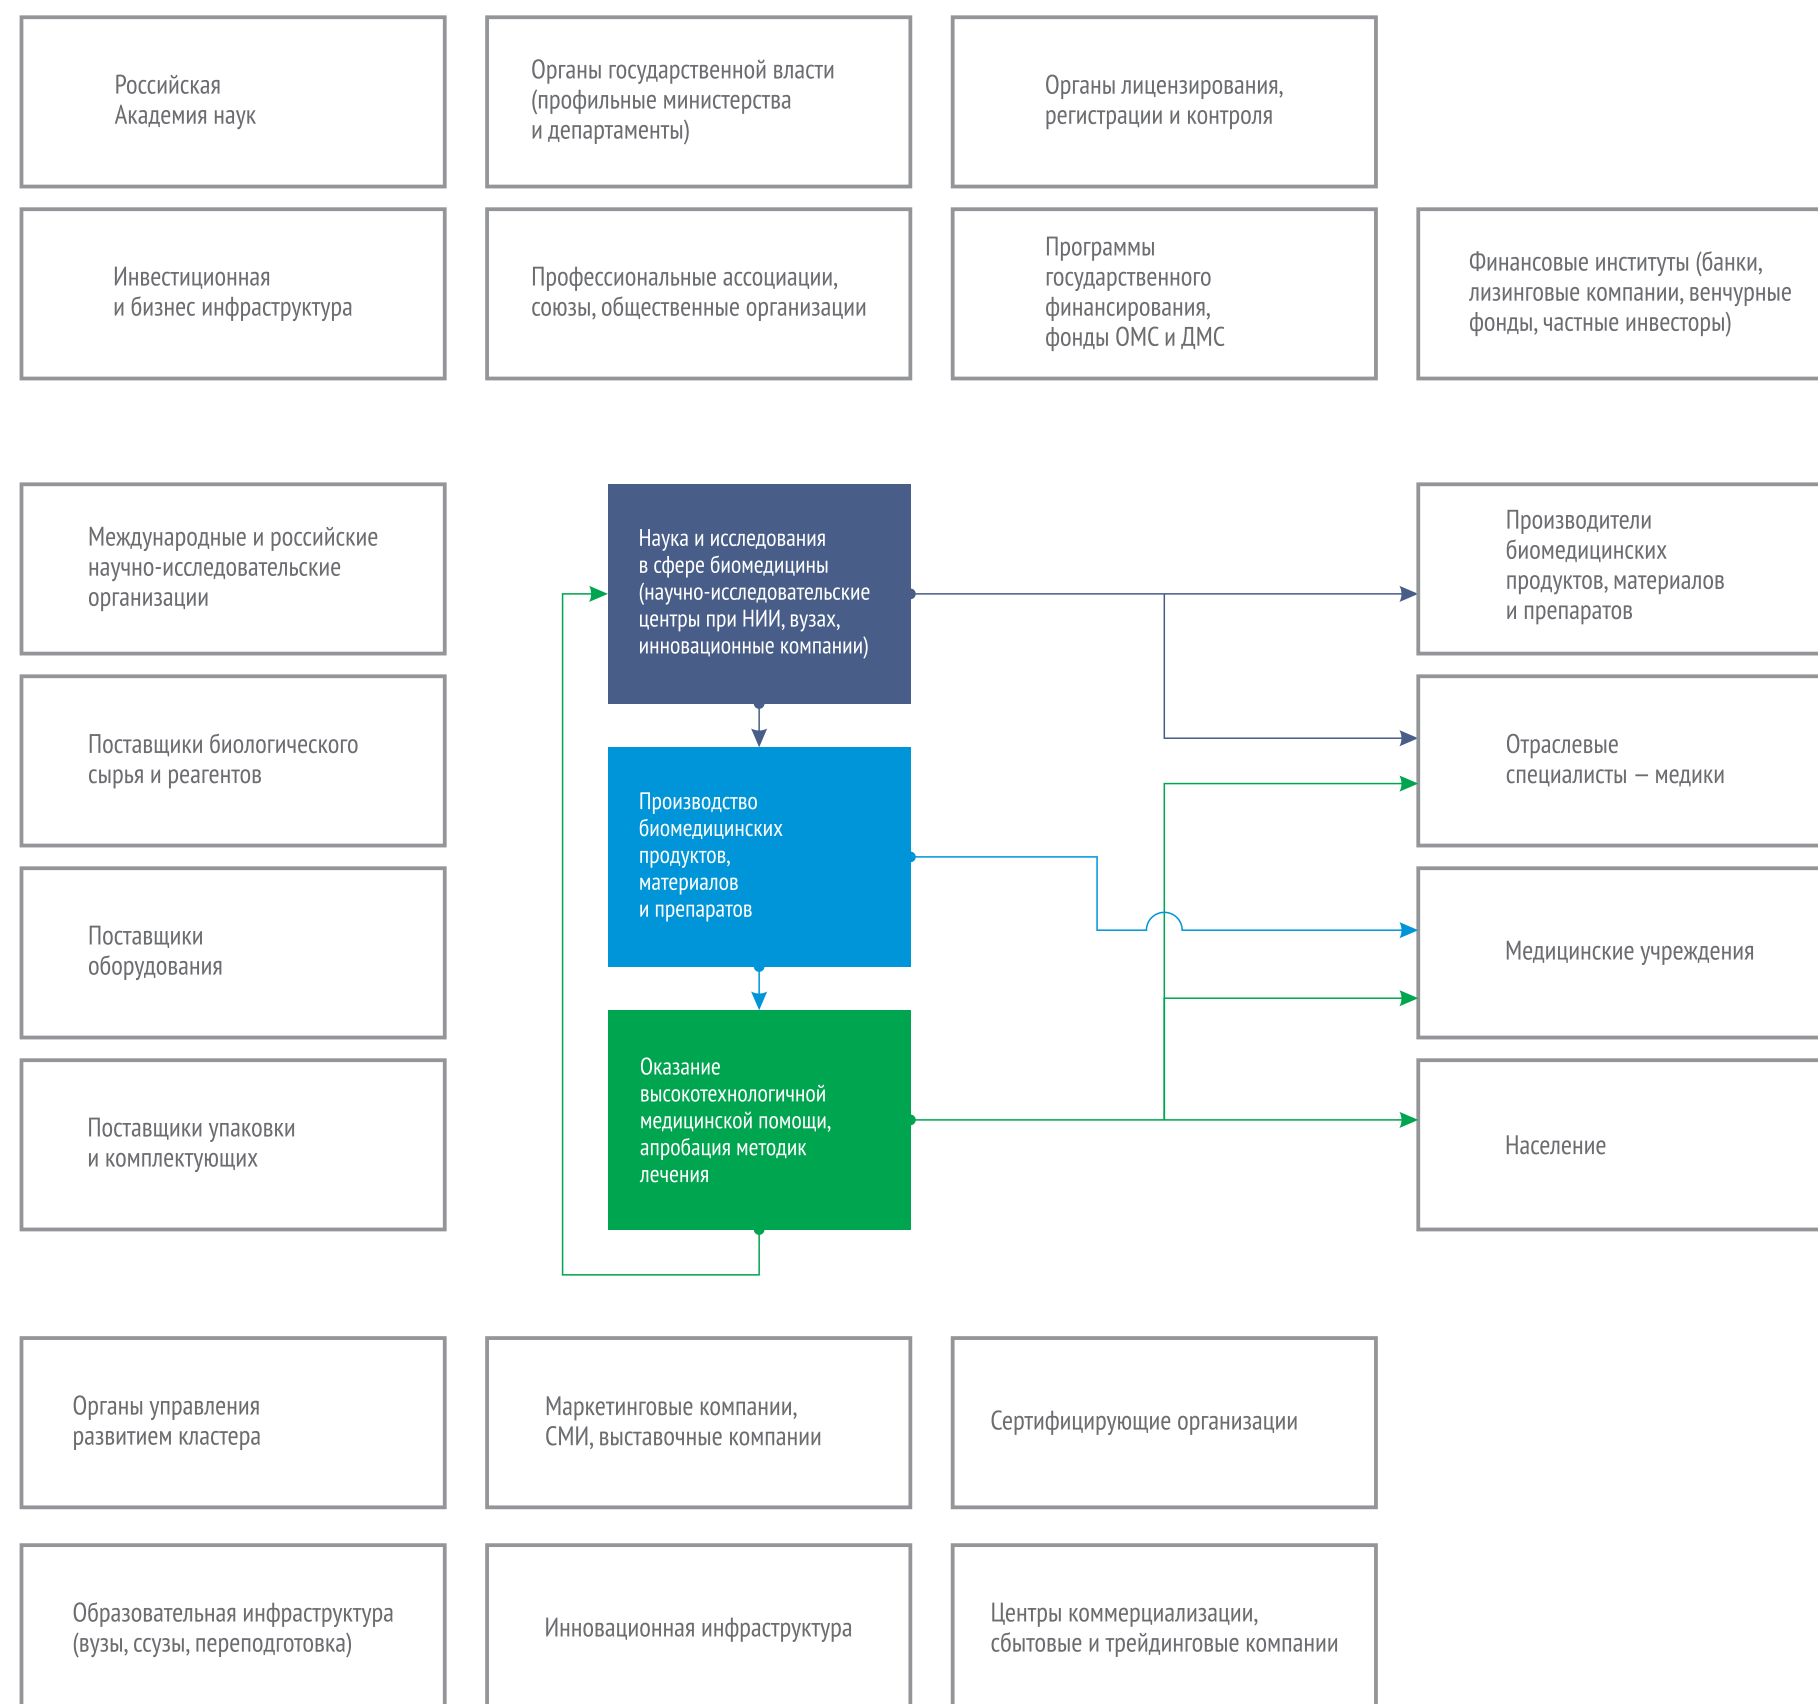 Российская
Академия наук
Органы государственной власти
(профильные министерства
и департаменты)
Органы лицензирования,
регистрации и контроля
Инвестиционная
и бизнес инфраструктура
Профессиональные ассоциации,
союзы, общественные организации
Программы
государственного
финансирования,
фонды ОМС и ДМС
Финансовые институты (банки,
лизинговые компании, венчурные
фонды, частные инвесторы)
Международные и российские
научно-исследовательские
организации
Наука и исследования
в сфере биомедицины
(научно-исследовательские
центры при НИИ, вузах,
инновационные компании)
Производители
биомедицинских
продуктов, материалов
и препаратов
Поставщики биологического
сырья и реагентов
Отраслевые
специалисты — медики
Производство
биомедицинских
продуктов,
материалов
и препаратов
Поставщики
оборудования
Медицинские учреждения
Оказание
высокотехнологичной
медицинской помощи,
апробация методик
лечения
Поставщики упаковки
и комплектующих
Население
Органы управления
развитием кластера
Маркетинговые компании,
СМИ, выставочные компании
Сертифицирующие организации
Образовательная инфраструктура
(вузы, ссузы, переподготовка)
Инновационная инфраструктура
Центры коммерциализации,
сбытовые и трейдинговые компании